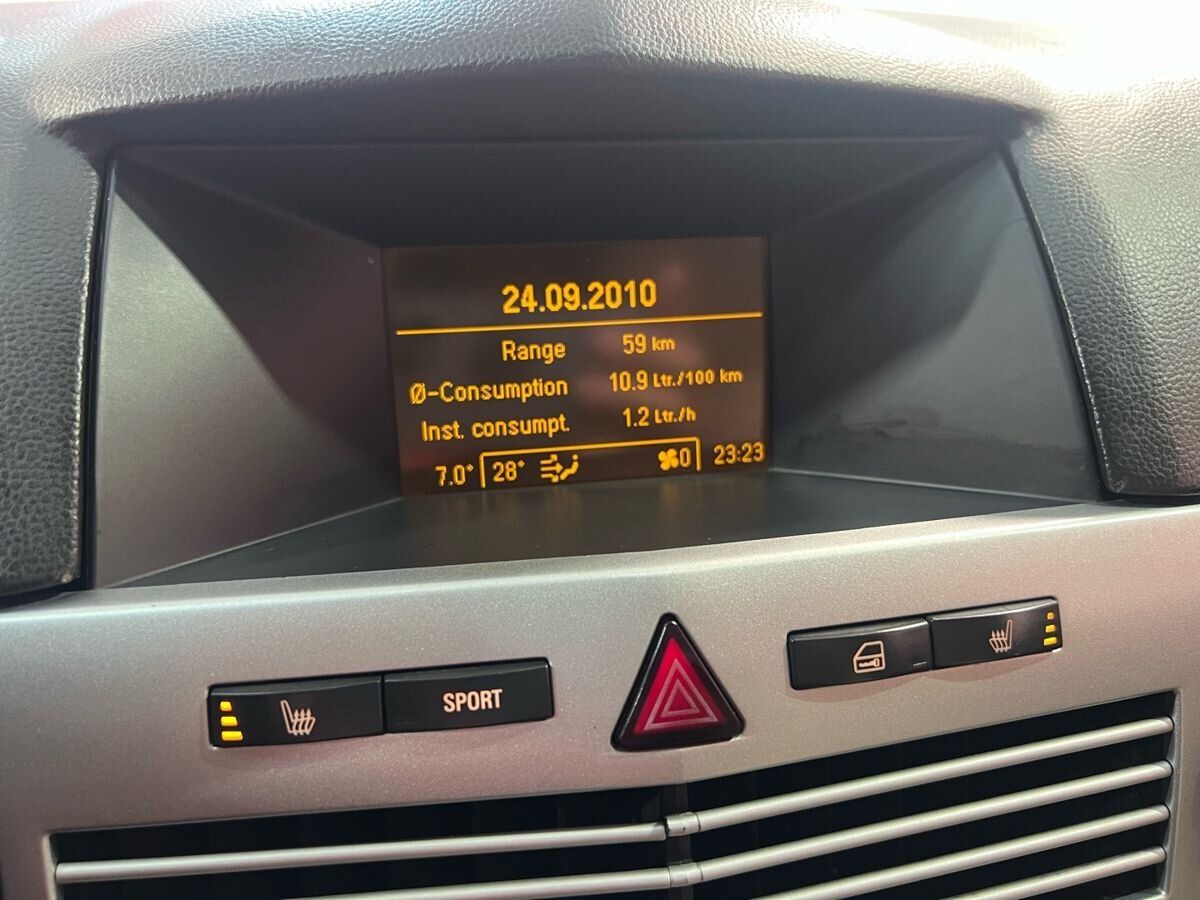 24.09.2010
Range 59 km
Ø-Consumption 10.9 Ltr./100 km
Inst. consumpt. 1.2 Ltr./h
7.0° 28° 0 23:23
SPORT